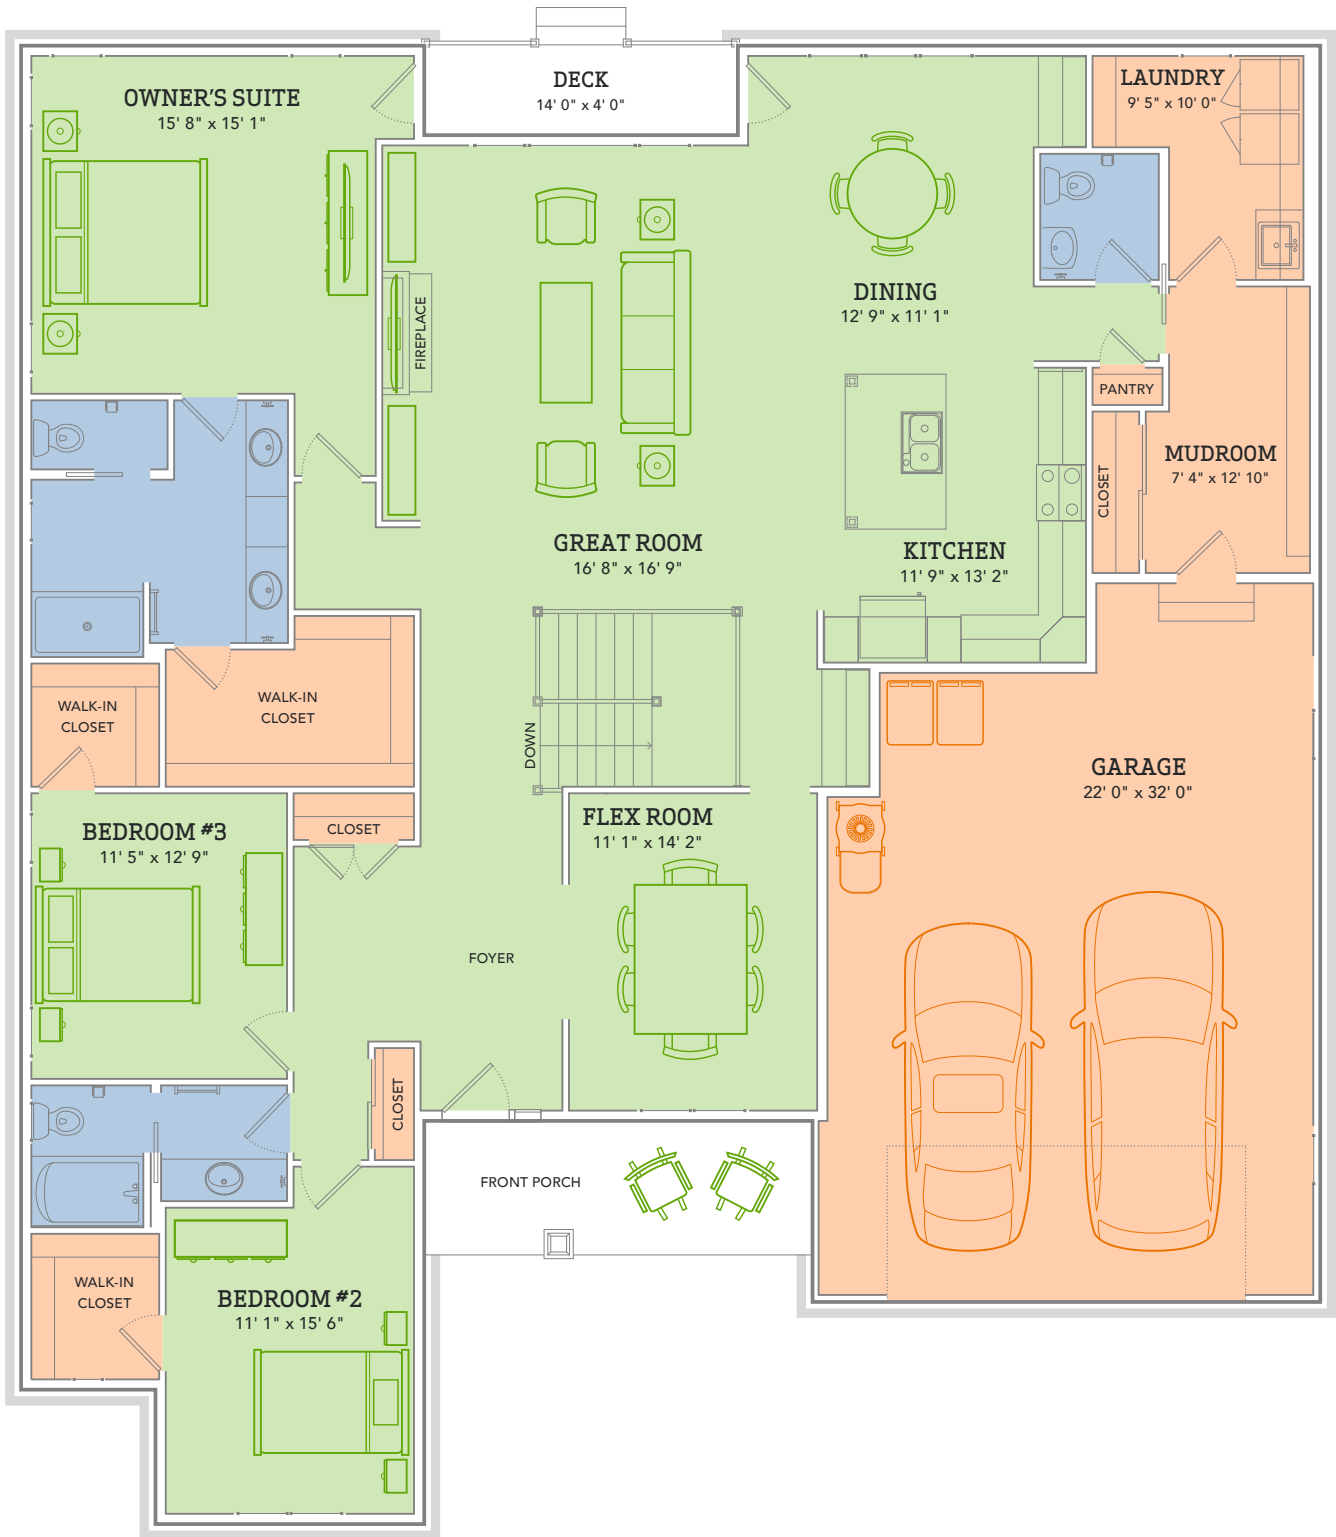 OWNER'S SUITE
15' 8" x 15' 1"
DECK
14' 0" x 4' 0"
LAUNDRY
9' 5" x 10' 0"
FIREPLACE
DINING
12' 9" x 11' 1"
PANTRY
CLOSET
MUDROOM
7' 4" x 12' 10"
GREAT ROOM
16' 8" x 16' 9"
KITCHEN
11' 9" x 13' 2"
WALK-IN
CLOSET
WALK-IN
CLOSET
DOWN
GARAGE
22' 0" x 32' 0"
BEDROOM #3
11' 5" x 12' 9"
CLOSET
FLEX ROOM
11' 1" x 14' 2"
FOYER
CLOSET
FRONT PORCH
WALK-IN
CLOSET
BEDROOM #2
11' 1" x 15' 6"